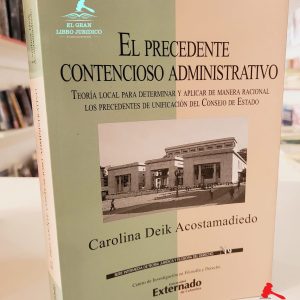 EL GRAN
LIBRO JURÍDICO
EL PRECEDENTE
CONTENCIOSO ADMINISTRATIVO
TEORÍA LOCAL PARA DETERMINAR Y APLICAR DE MANERA RACIONAL
LOS PRECEDENTES DE UNIFICACIÓN DEL CONSEJO DE ESTADO
Carolina Deik Acostamadiedo
Centro de Investigación en Filosofía y Derecho
Externado